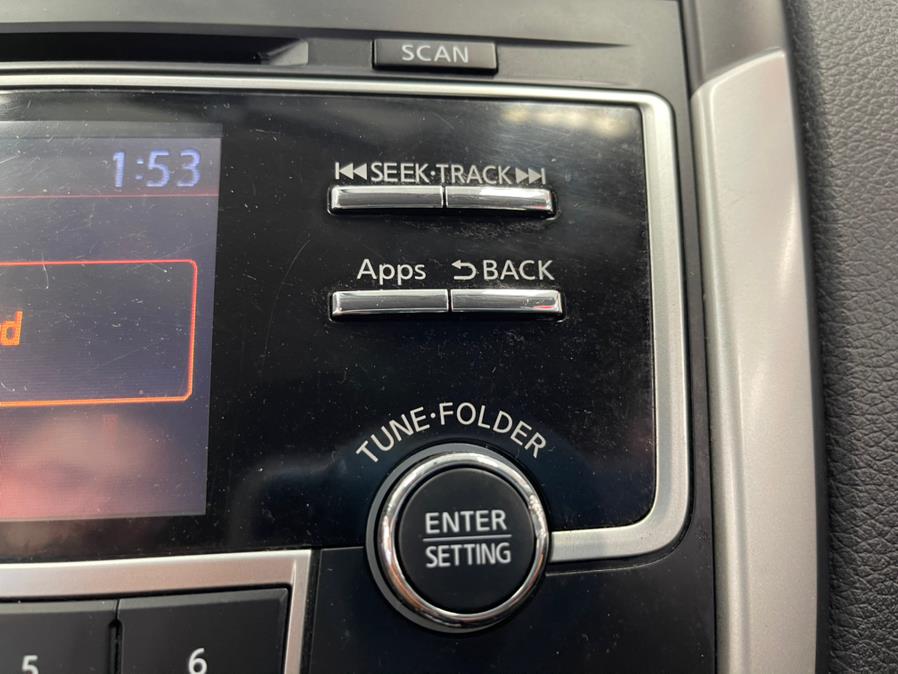 SCAN
1:53
⏮SEEK·TRACK⏭
Apps ⮌BACK
TUNE·FOLDER
ENTER
SETTING
5 6